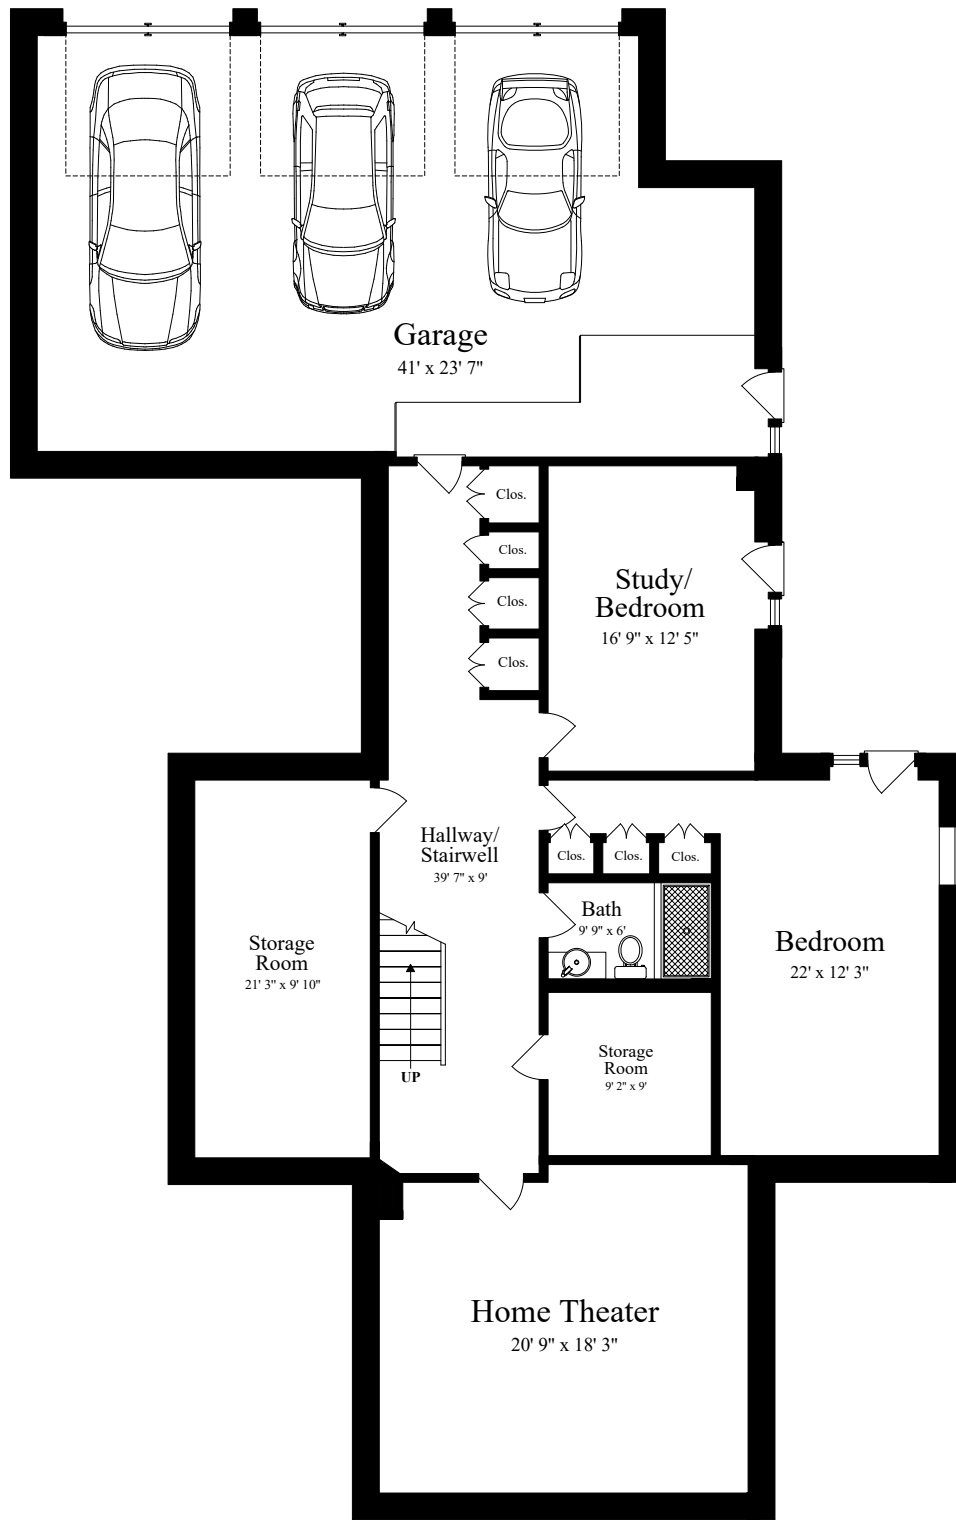 Garage
41' x 23' 7"
Clos.
Clos.
Clos.
Clos.
Study/
Bedroom
16' 9" x 12' 5"
Hallway/
Stairwell
39' 7" x 9'
Clos.
Clos.
Clos.
Bath
9' 9" x 6'
Storage
Room
21' 3" x 9' 10"
Bedroom
22' x 12' 3"
UP
Storage
Room
9' 2" x 9'
Home Theater
20' 9" x 18' 3"